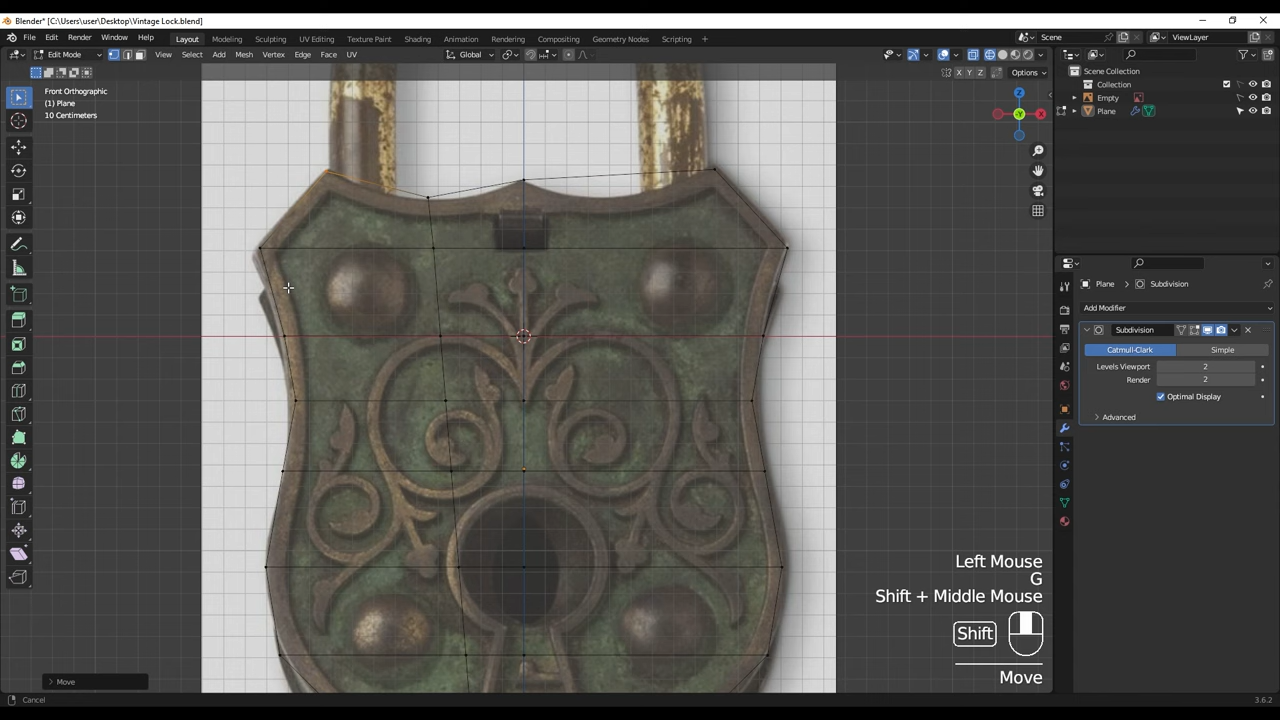 Blender* [C:\Users\user\Desktop\Vintage Lock.blend]
File Edit Render Window Help Layout Modeling Sculpting UV Editing Texture Paint Shading Animation Rendering Compositing Geometry Nodes Scripting + Scene ViewLayer
Edit Mode View Select Add Mesh Vertex Edge Face UV Global
X Y Z Options
Front Orthographic
(1) Plane
10 Centimeters
Scene Collection
Collection
Empty
Plane
Z
-Y
X
Plane > Subdivision
Add Modifier
Subdivision
Catmull-Clark Simple
Levels Viewport 2
Render 2
Optimal Display
Advanced
Left Mouse
G
Shift + Middle Mouse
Shift
Move
> Move
Cancel 3.6.2